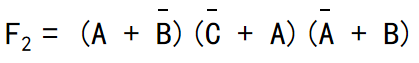 F₂ = (A + B̄)(C̄ + A)(Ā + B)